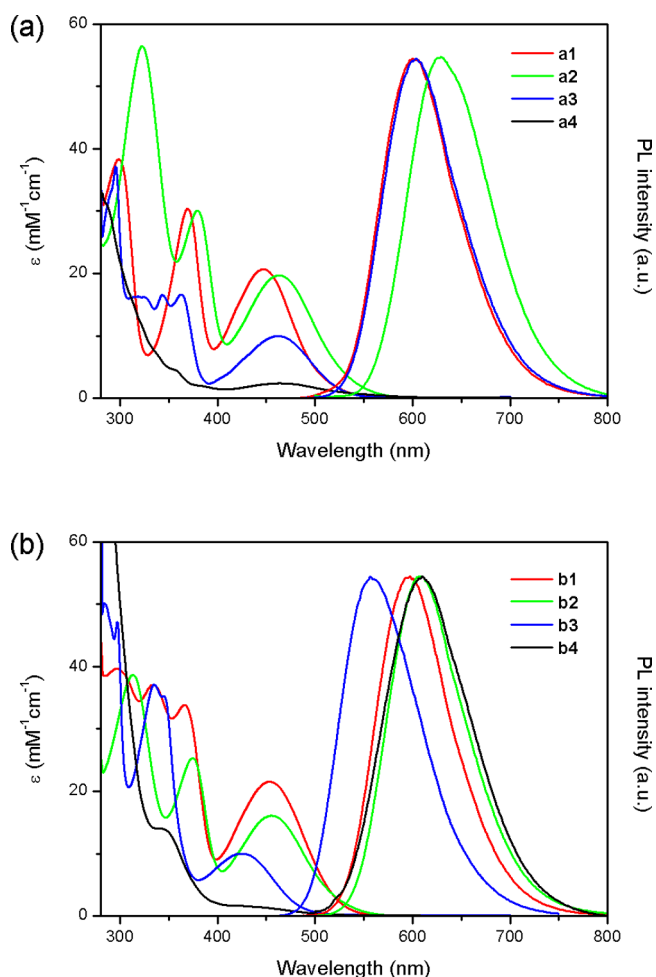 (a)
60
40
20
0
ε (mM⁻¹cm⁻¹)
a1
a2
a3
a4
PL intensity (a.u.)
300 400 500 600 700 800
Wavelength (nm)
(b)
60
40
20
0
ε (mM⁻¹cm⁻¹)
b1
b2
b3
b4
PL intensity (a.u.)
300 400 500 600 700 800
Wavelength (nm)